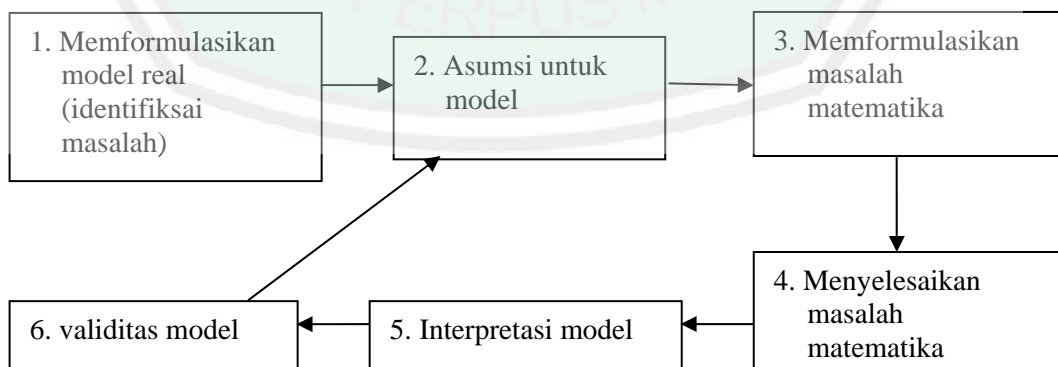 PERPUSTA
1. Memformulasikan
model real
(identifiksai
masalah)
2. Asumsi untuk
model
3. Memformulasikan
masalah
matematika
4. Menyelesaikan
masalah
matematika
5. Interpretasi model
6. validitas model